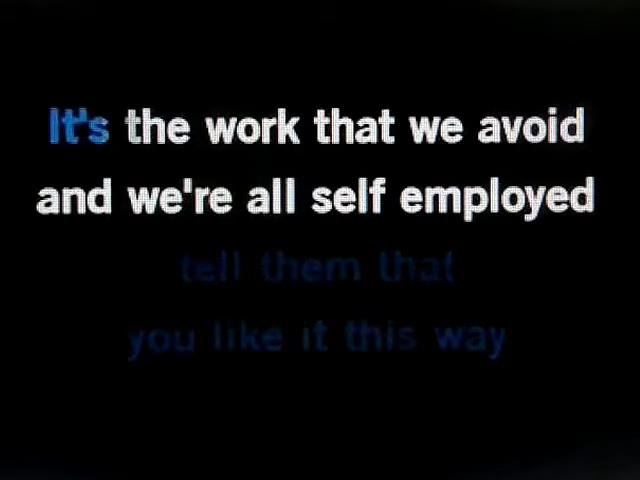 It's the work that we avoid
and we're all self employed
tell them that
you like it this way